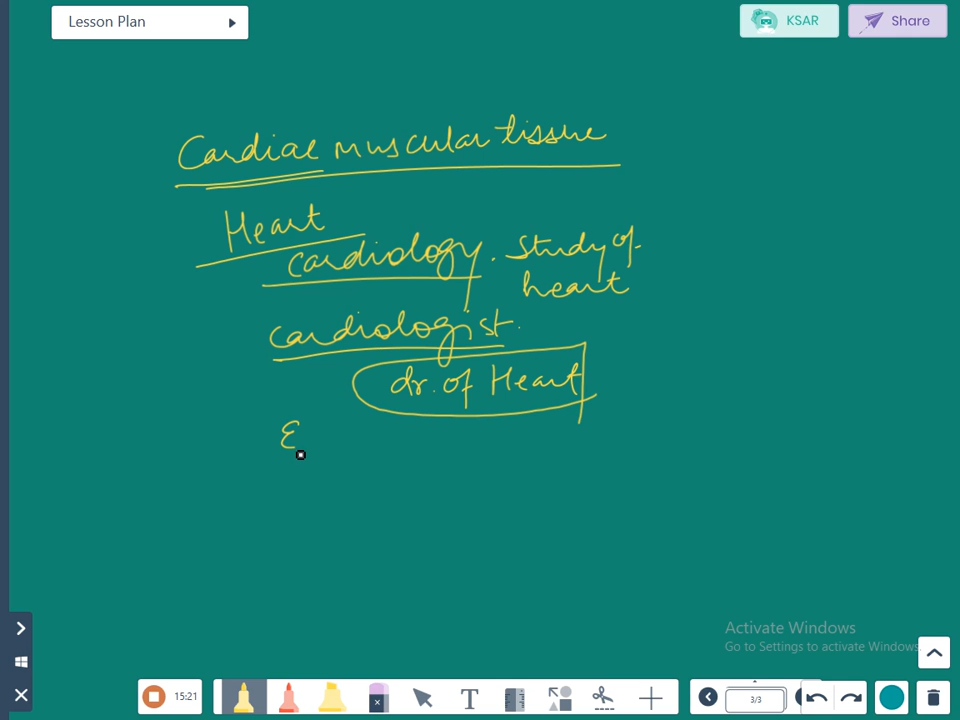 Lesson Plan
KSAR
Share
Cardiac muscular tissue
Heart
cardiology. study of
heart
cardiologist.
dr. of Heart
E
Activate Windows
Go to Settings to activate Windows.
15:21
T
3/3